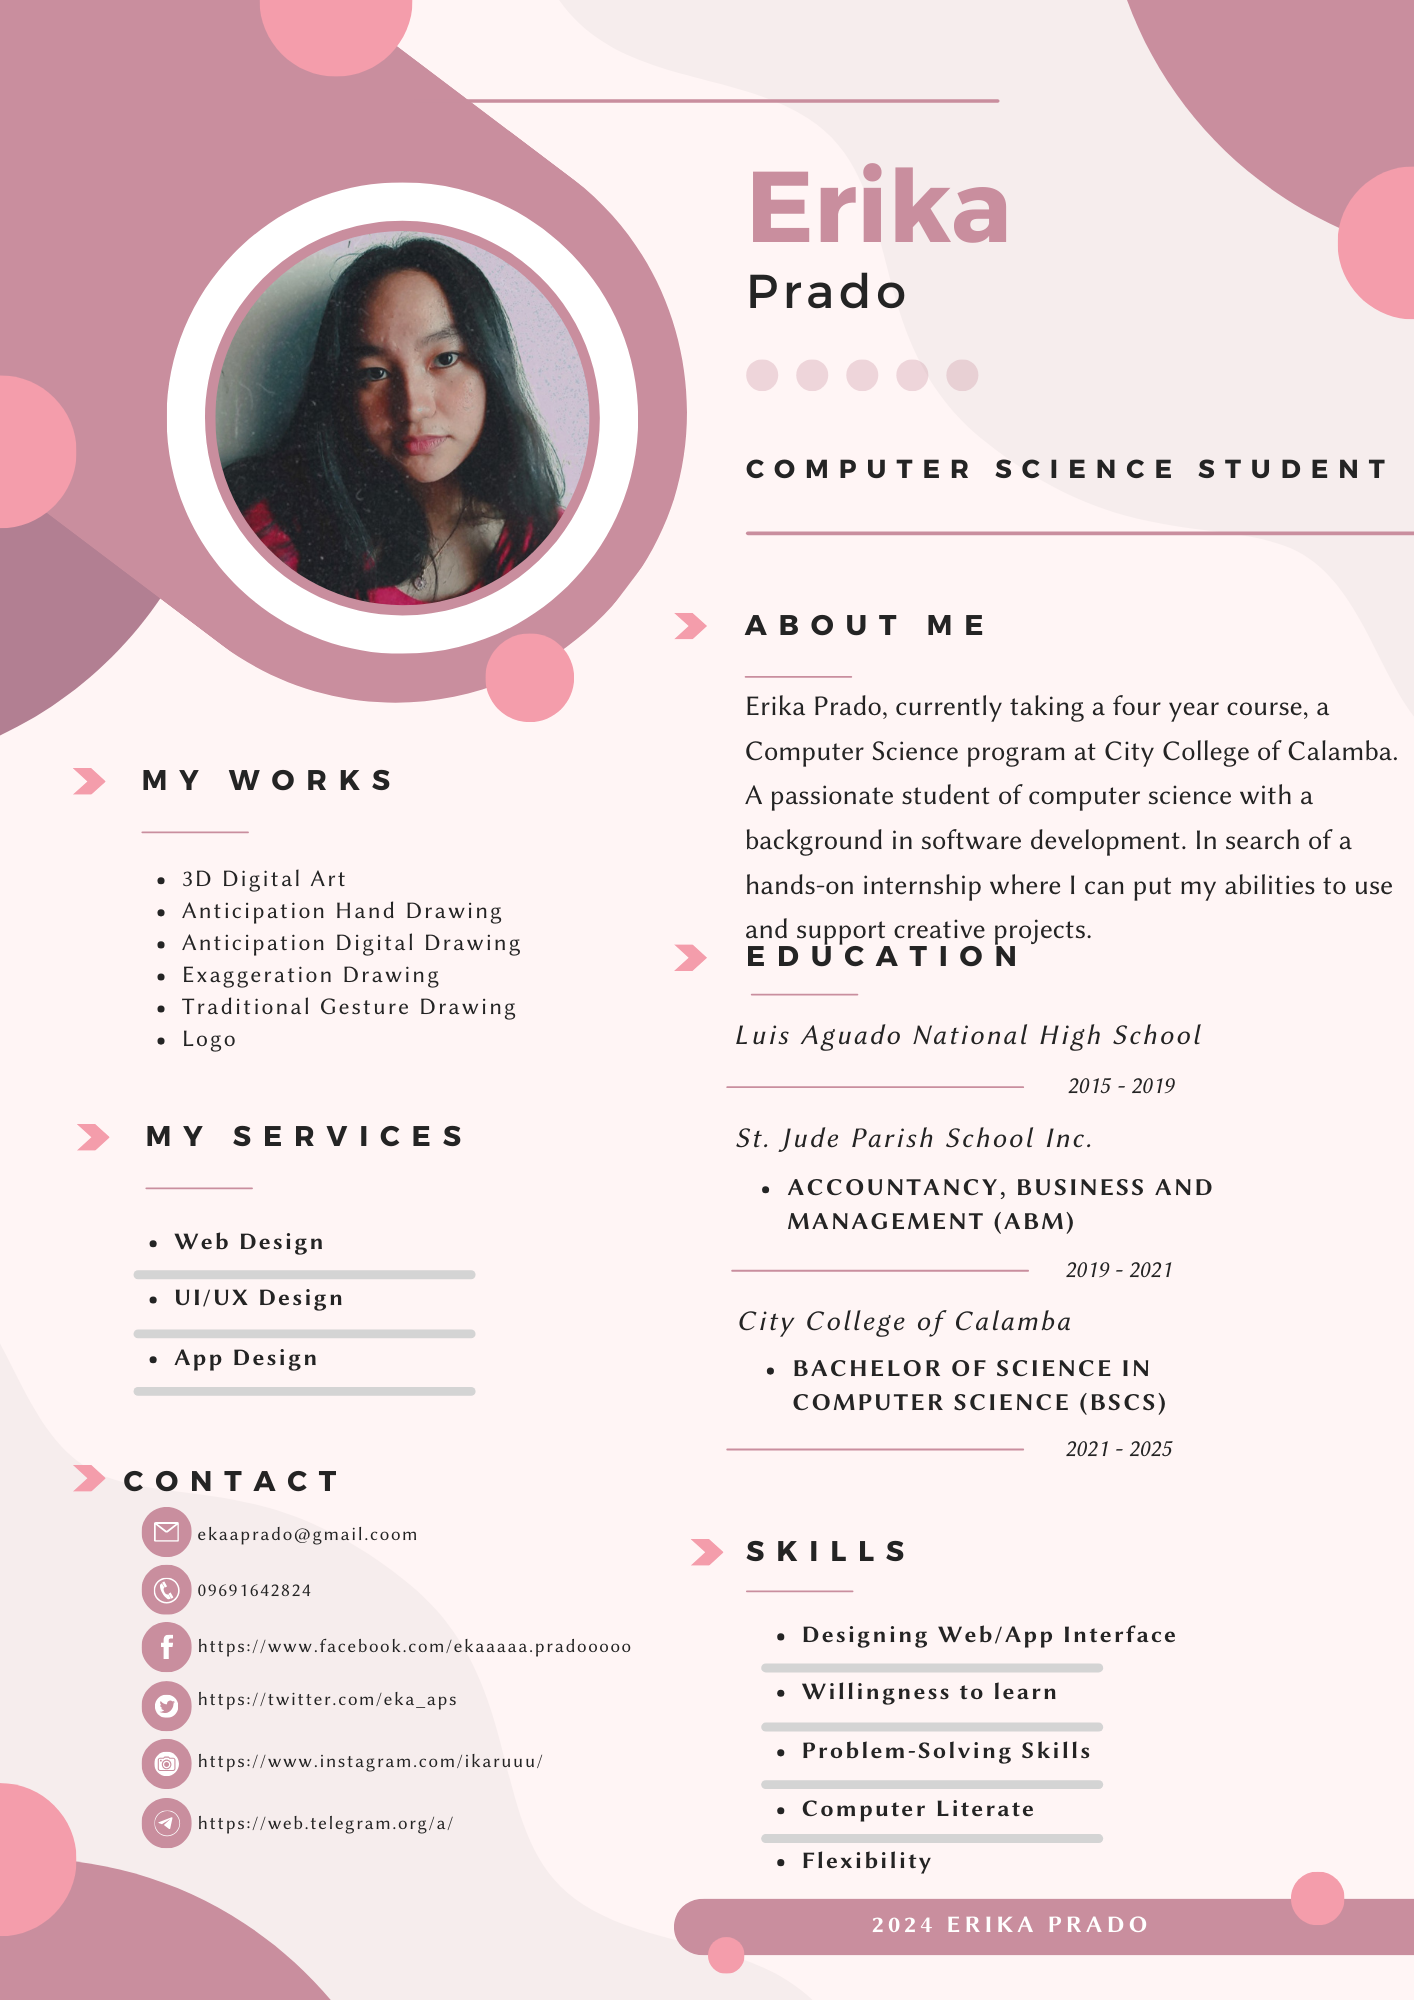 Erika
Prado
COMPUTER SCIENCE STUDENT
ABOUT ME
Erika Prado, currently taking a four year course, a
Computer Science program at City College of Calamba.
A passionate student of computer science with a
background in software development. In search of a
hands-on internship where I can put my abilities to use
and support creative projects.
EDUCATION
Luis Aguado National High School
2015 - 2019
St. Jude Parish School Inc.
• ACCOUNTANCY, BUSINESS AND
MANAGEMENT (ABM)
2019 - 2021
City College of Calamba
• BACHELOR OF SCIENCE IN
COMPUTER SCIENCE (BSCS)
2021 - 2025
SKILLS
• Designing Web/App Interface
• Willingness to learn
• Problem-Solving Skills
• Computer Literate
• Flexibility
MY WORKS
• 3D Digital Art
• Anticipation Hand Drawing
• Anticipation Digital Drawing
• Exaggeration Drawing
• Traditional Gesture Drawing
• Logo
MY SERVICES
• Web Design
• UI/UX Design
• App Design
CONTACT
ekaaprado@gmail.coom
09691642824
https://www.facebook.com/ekaaaaa.pradooooo
https://twitter.com/eka_aps
https://www.instagram.com/ikaruuu/
https://web.telegram.org/a/
2024 ERIKA PRADO